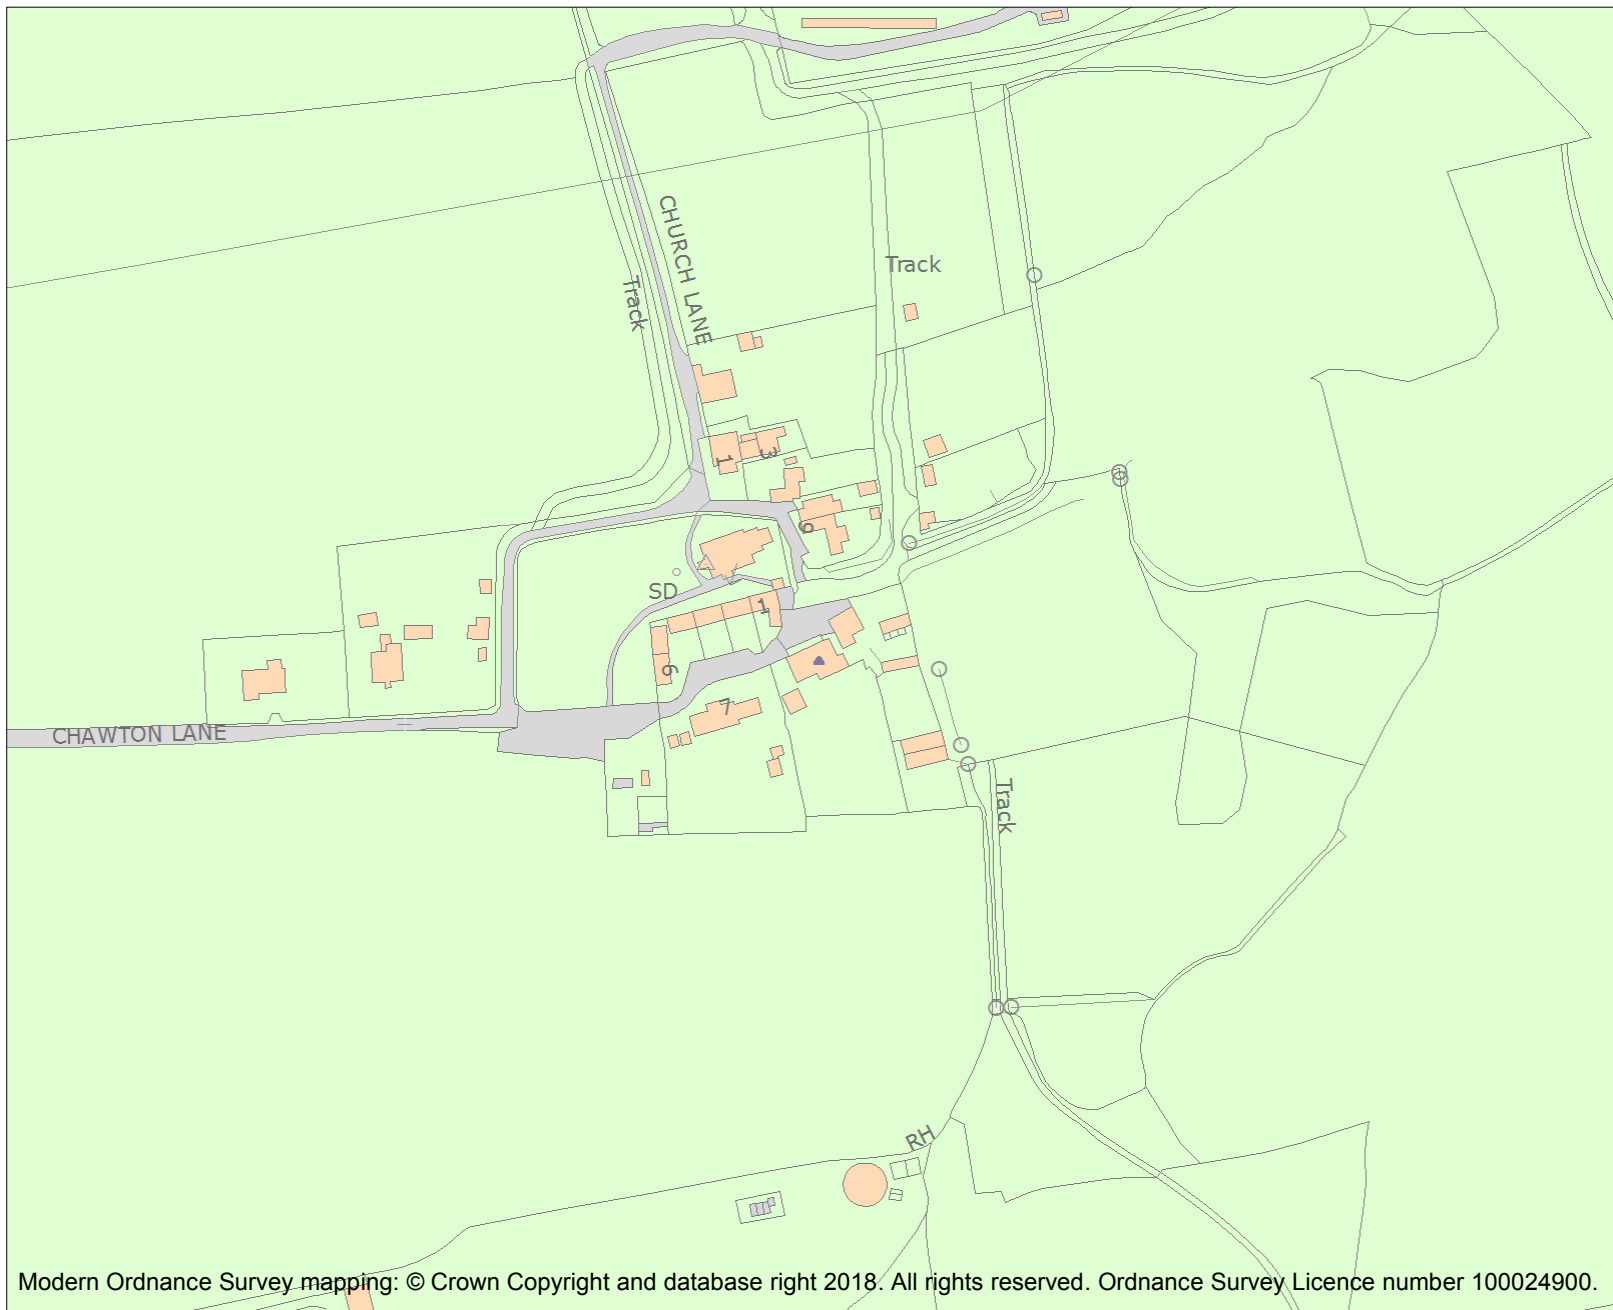 CHURCH LANE
Track
Track
1
3
9
SD
1
6
7
CHAWTON LANE
Track
RH
Modern Ordnance Survey mapping: © Crown Copyright and database right 2018. All rights reserved. Ordnance Survey Licence number 100024900.